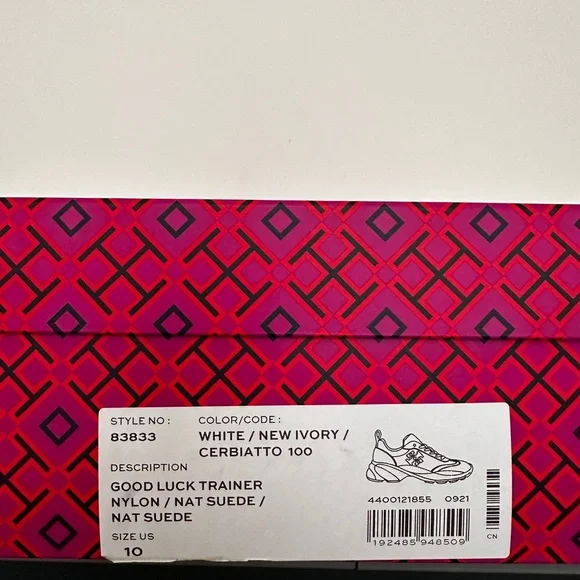 STYLE NO : COLOR/CODE :
83833 WHITE / NEW IVORY /
CERBIATTO 100
DESCRIPTION
GOOD LUCK TRAINER
NYLON / NAT SUEDE /
NAT SUEDE
SIZE US
10
4400121855 0921
192485 948509
CN